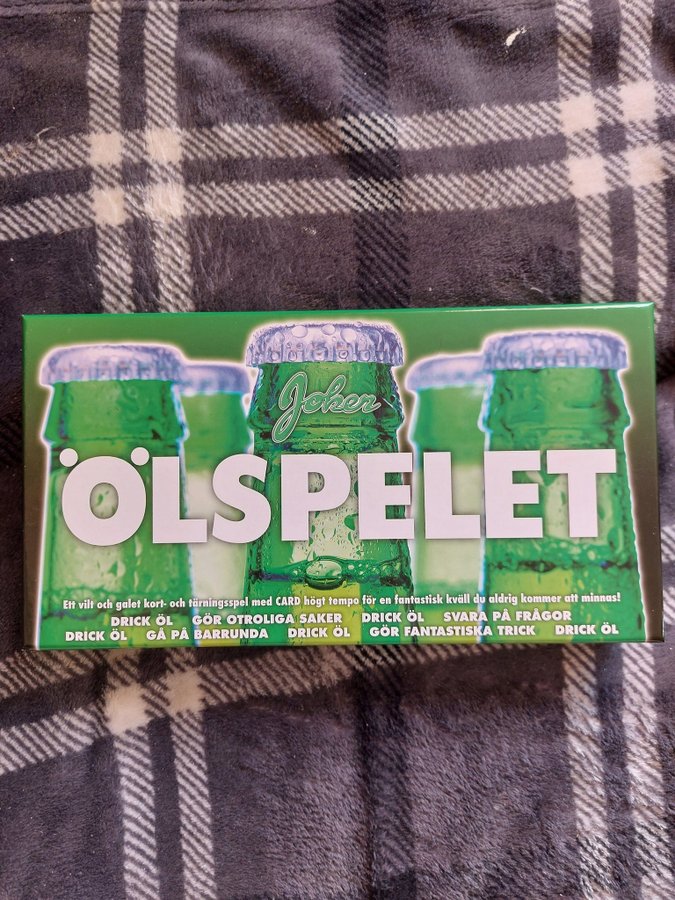 Joker
ÖLSPELET
Ett vilt och galet kort- och tärningsspel med CARD högt tempo för en fantastisk kväll du aldrig kommer att minnas!
DRICK ÖL GÖR OTROLIGA SAKER DRICK ÖL SVARA PÅ FRÅGOR
DRICK ÖL GÅ PÅ BARRUNDA DRICK ÖL GÖR FANTASTISKA TRICK DRICK ÖL